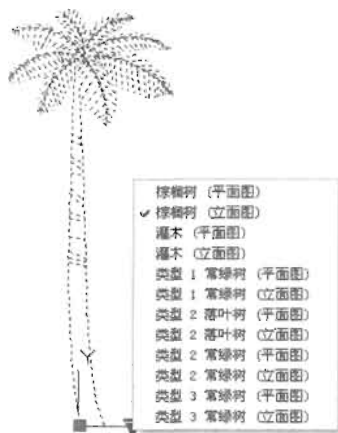 棕榈树 (平面图)
棕榈树 (立面图)
灌木 (平面图)
灌木 (立面图)
类型 1 常绿树 (平面图)
类型 1 常绿树 (立面图)
类型 2 落叶树 (平面图)
类型 2 落叶树 (立面图)
类型 2 常绿树 (平面图)
类型 2 常绿树 (立面图)
类型 3 常绿树 (平面图)
类型 3 常绿树 (立面图)